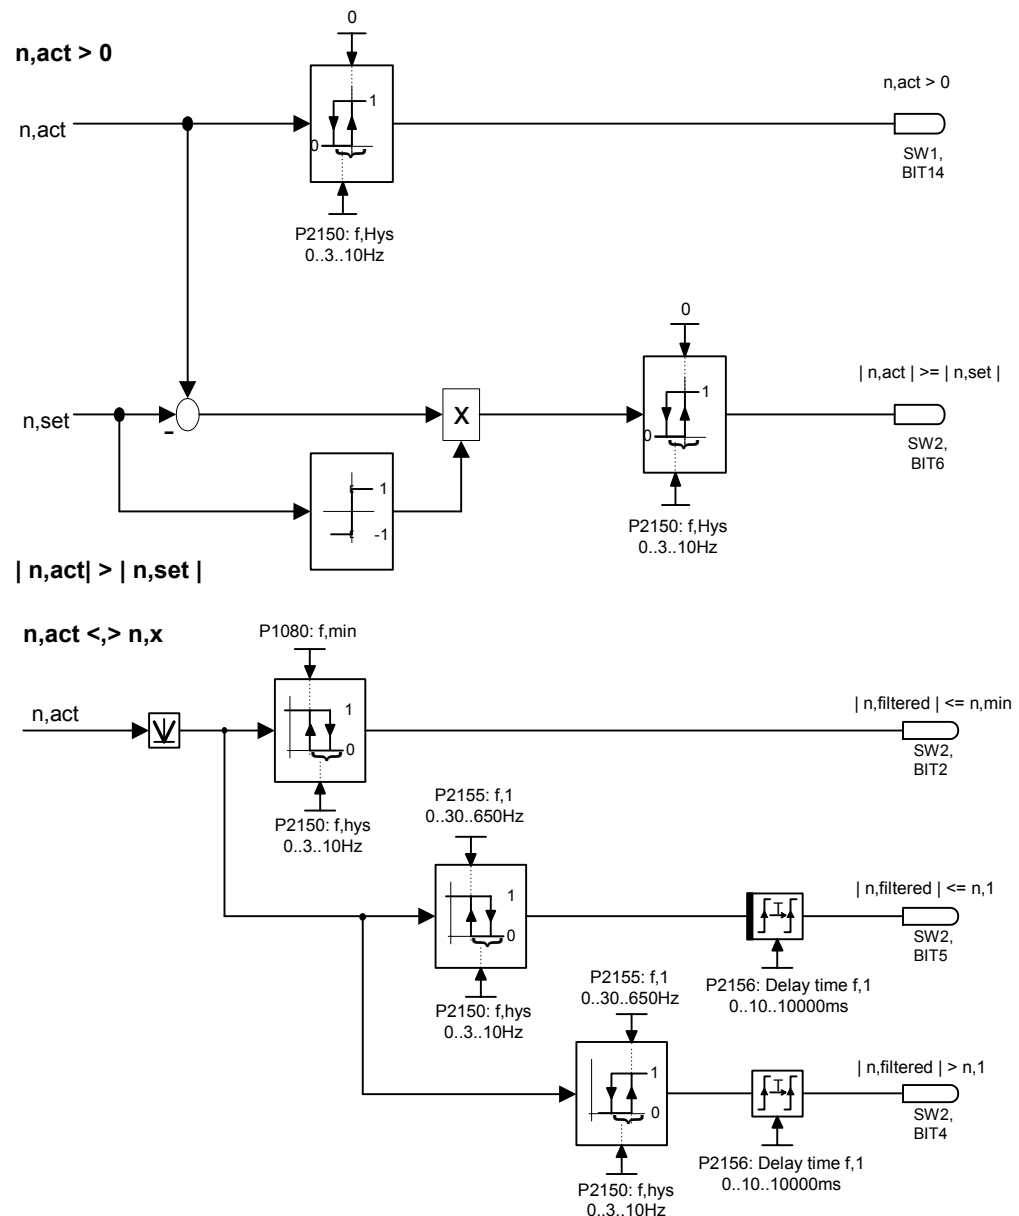 0
n,act > 0
n,act > 0
1
n,act
0
SW1,
BIT14
P2150: f,Hys
0..3..10Hz
0
| n,act | >= | n,set |
1
n,set
-
X
0
SW2,
BIT6
1
-1
P2150: f,Hys
0..3..10Hz
| n,act| > | n,set |
n,act <,> n,x
P1080: f,min
n,act
1
0
| n,filtered | <= n,min
SW2,
BIT2
P2150: f,hys
0..3..10Hz
P2155: f,1
0..30..650Hz
1
0
T
| n,filtered | <= n,1
SW2,
BIT5
P2150: f,hys
0..3..10Hz
P2156: Delay time f,1
0..10..10000ms
P2155: f,1
0..30..650Hz
1
0
T
| n,filtered | > n,1
SW2,
BIT4
P2156: Delay time f,1
0..10..10000ms
P2150: f,hys
0..3..10Hz